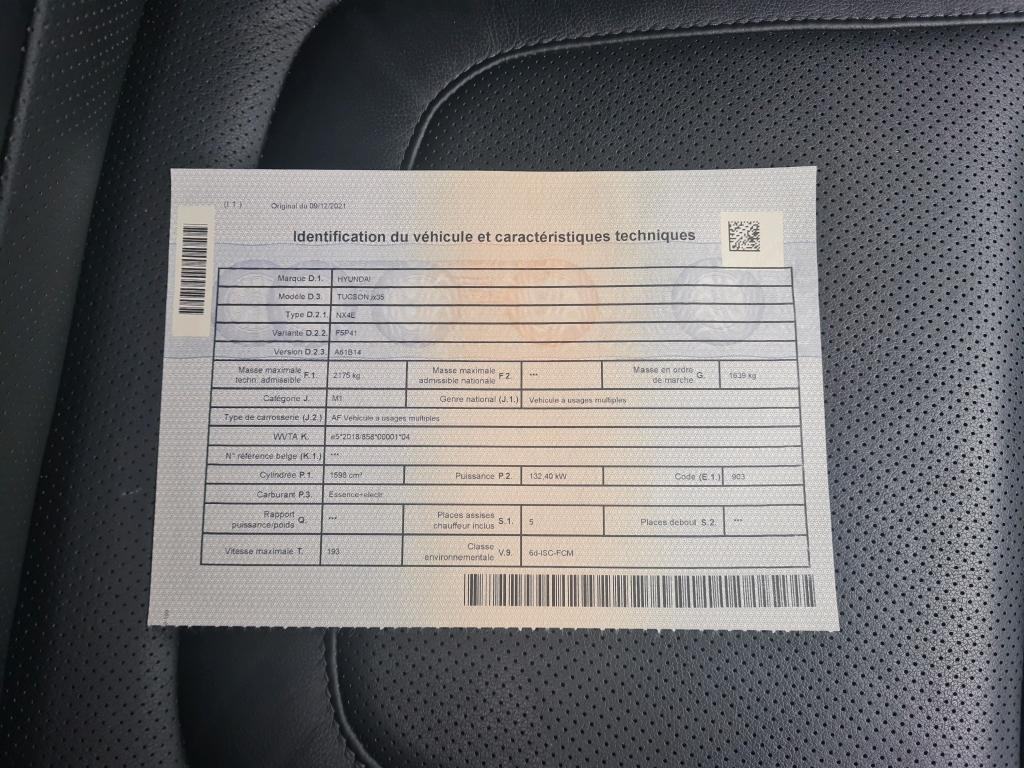 (I.1.) Original du 09/12/2021
Identification du véhicule et caractéristiques techniques
Marque D.1. HYUNDAI
Modèle D.3. TUCSON,ix35
Type D.2.1. NX4E
Variante D.2.2. F5P41
Version D.2.3. A61B14
Masse maximale techn. admissible F.1. 2175 kg Masse maximale admissible nationale F.2. *** Masse en ordre de marche G. 1639 kg
Catégorie J. M1 Genre national (J.1.) Véhicule à usages multiples
Type de carrosserie (J.2.) AF Véhicule à usages multiples
WVTA K. e5*2018/858*00001*04
N° référence belge (K.1.) ***
Cylindrée P.1. 1598 cm³ Puissance P.2. 132,40 kW Code (E.1.) 903
Carburant P.3. Essence+électr.
Rapport puissance/poids Q. *** Places assises chauffeur inclus S.1. 5 Places debout S.2. ***
Vitesse maximale T. 193 Classe environnementale V.9. 6d-ISC-FCM